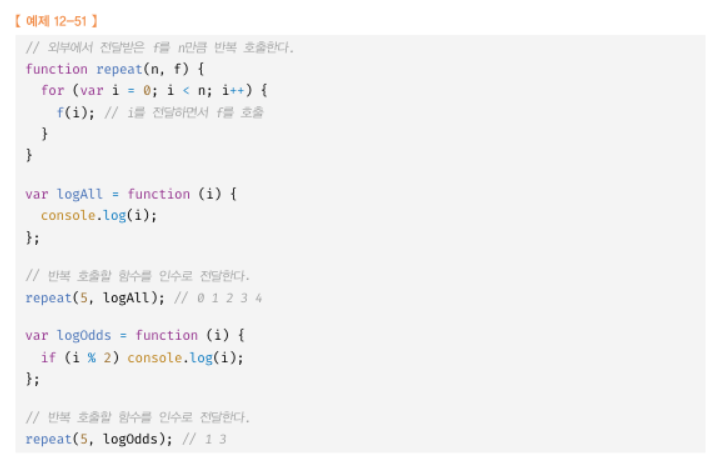 【 예제 12-51 】
// 외부에서 전달받은 f를 n만큼 반복 호출한다.
function repeat(n, f) {
  for (var i = 0; i < n; i++) {
    f(i); // i를 전달하면서 f를 호출
  }
}

var logAll = function (i) {
  console.log(i);
};

// 반복 호출할 함수를 인수로 전달한다.
repeat(5, logAll); // 0 1 2 3 4

var logOdds = function (i) {
  if (i % 2) console.log(i);
};

// 반복 호출할 함수를 인수로 전달한다.
repeat(5, logOdds); // 1 3